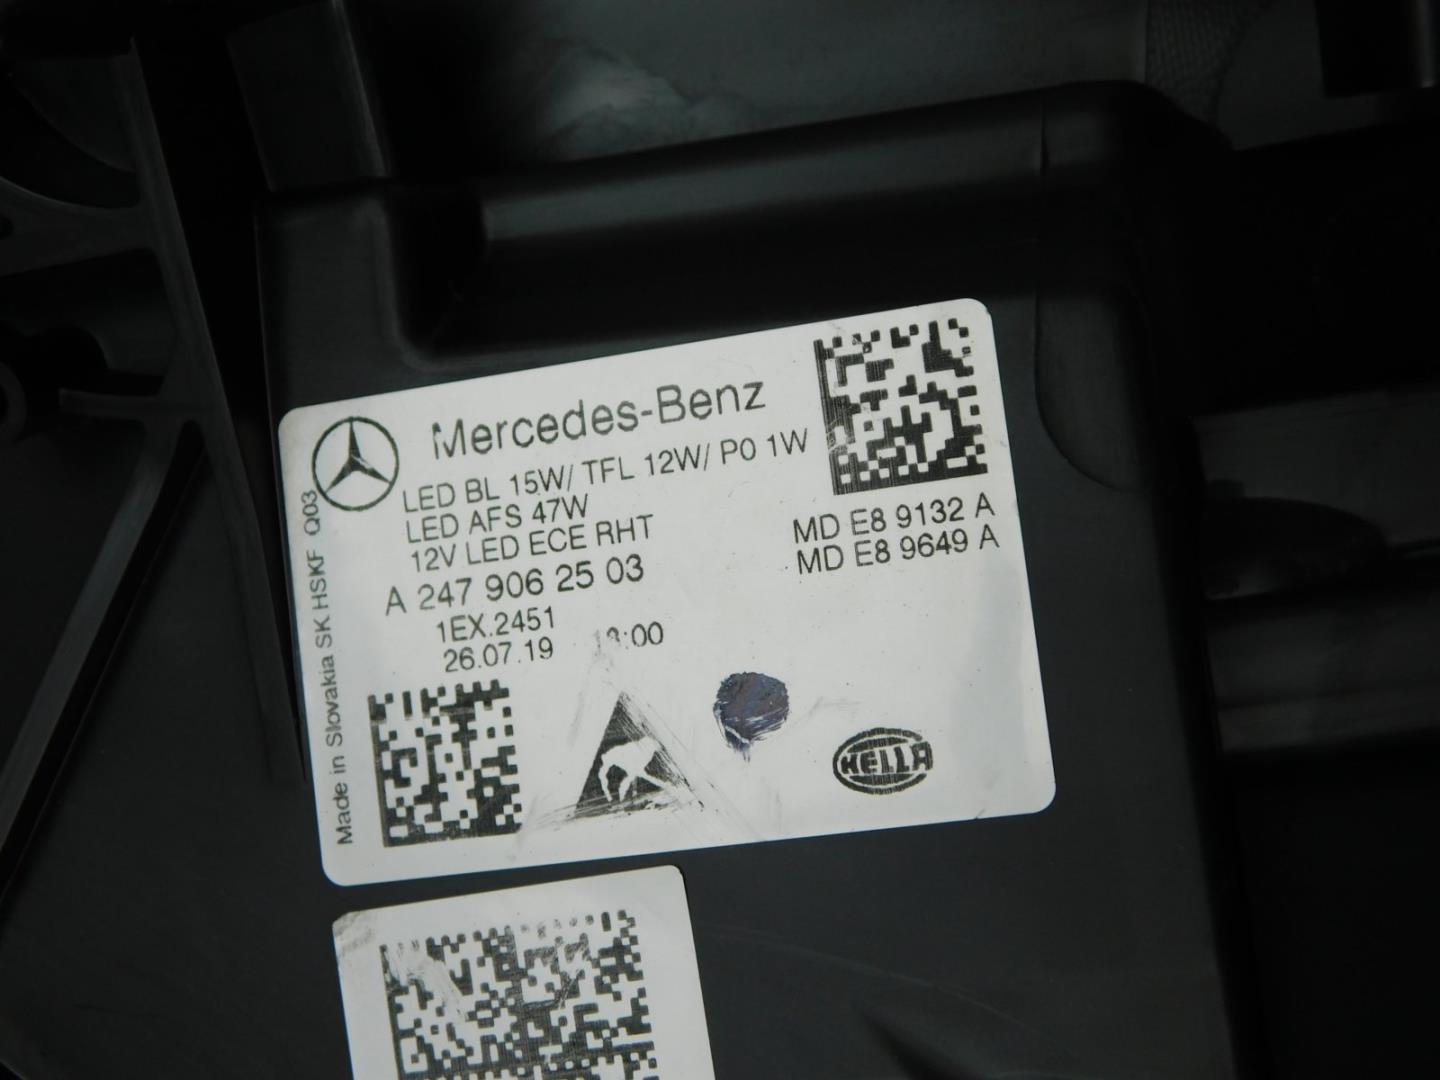 Mercedes-Benz
LED BL 15W/ TFL 12W/ PO 1W
LED AFS 47W
12V LED ECE RHT
A 247 906 25 03
1EX.2451
26.07.19
MD E8 9132 A
MD E8 9649 A
Made in Slovakia SK HSKF Q03
HELLA